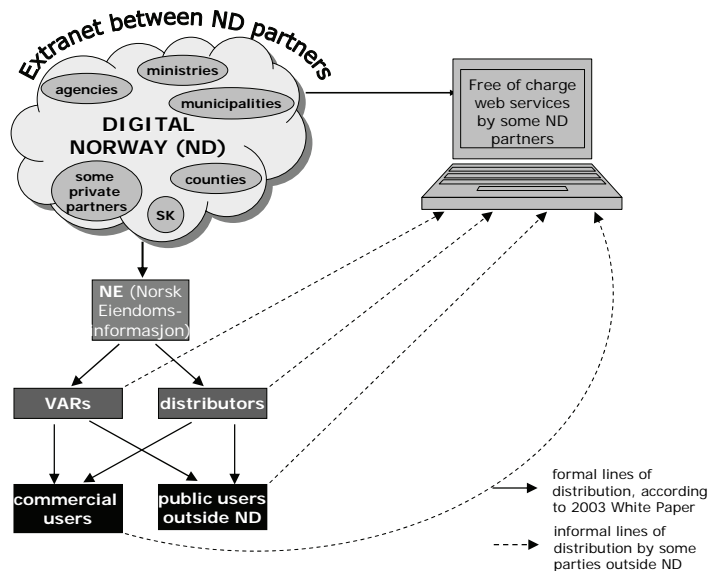 Extranet between ND partners
ministries
agencies
municipalities
DIGITAL
NORWAY (ND)
some
private
partners
counties
SK
Free of charge
web services
by some ND
partners
NE (Norsk
Eiendoms-
informasjon)
VARs
distributors
commercial
users
public users
outside ND
formal lines of
distribution, according
to 2003 White Paper
informal lines of
distribution by some
parties outside ND